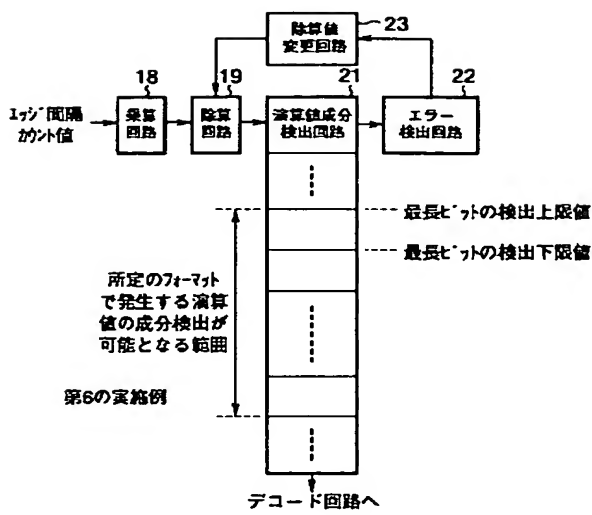 除算値
変更回路
23
18
19
21
22
エッジ間隔
カウント値
乗算
回路
除算
回路
演算値成分
検出回路
エラー
検出回路
最長ビットの検出上限値
最長ビットの検出下限値
所定のフォーマット
で発生する演算
値の成分検出が
可能となる範囲
第6の実施例
デコード回路へ